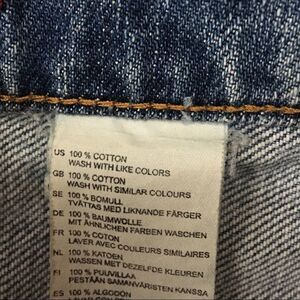 US 100 % COTTON
WASH WITH LIKE COLORS
GB 100 % COTTON
WASH WITH SIMILAR COLOURS
SE 100 % BOMULL
TVÄTTAS MED LIKNANDE FÄRGER
DE 100 % BAUMWOLLE
MIT ÄHNLICHEN FARBEN WASCHEN
FR 100 % COTON
LAVER AVEC COULEURS SIMILAIRES
NL 100 % KATOEN
WASSEN MET DEZELFDE KLEUREN
FI 100 % PUUVILLAA
PESTÄÄN SAMANVÄRISTEN KANSSA
ES 100 % ALGODÓN